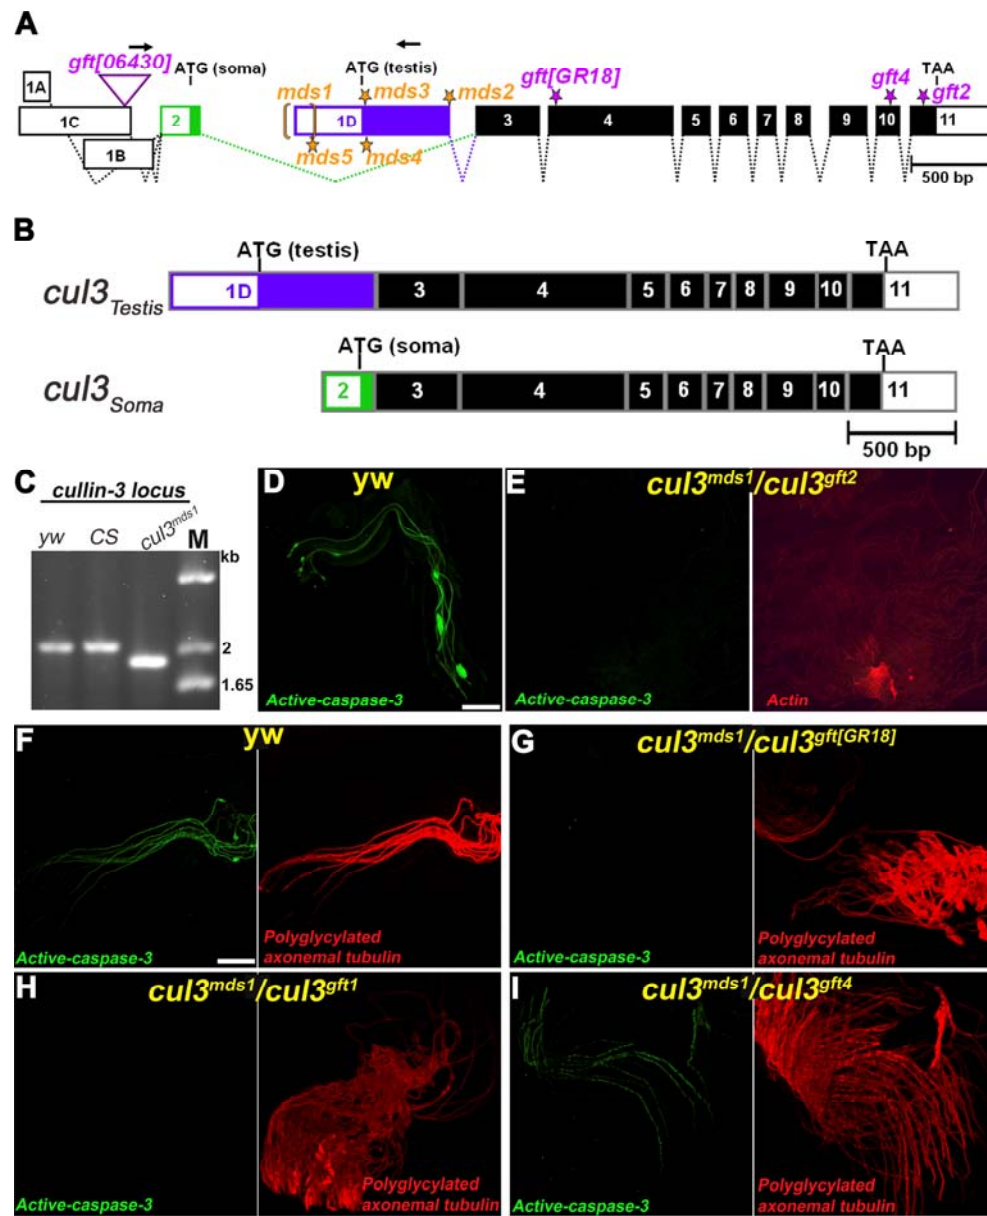 A
gft[06430]
ATG (soma)
ATG (testis)
gft[GR18]
gft4
TAA
1A
mds1
mds3
mds2
gft2
1C
2
1D
3
4
5
6
7
8
9
10
11
1B
mds5
mds4
500 bp
B
ATG (testis)
TAA
cul3Testis
1D
3
4
5
6
7
8
9
10
11
ATG (soma)
TAA
cul3Soma
2
3
4
5
6
7
8
9
10
11
500 bp
C
cullin-3 locus
yw
CS
cul3mds1
M
kb
2
1.65
D
yw
Active-caspase-3
E
cul3mds1/cul3gft2
Actin
F
yw
Active-caspase-3
Polyglycylated
axonemal tubulin
G
cul3mds1/cul3gft[GR18]
Active-caspase-3
Polyglycylated
axonemal tubulin
H
cul3mds1/cul3gft1
Active-caspase-3
Polyglycylated
axonemal tubulin
I
cul3mds1/cul3gft4
Active-caspase-3
Polyglycylated
axonemal tubulin